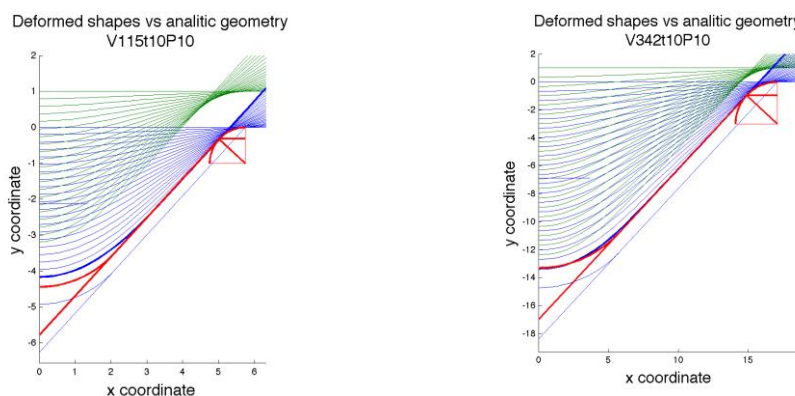 Deformed shapes vs analitic geometry
V115t10P10
2
1
0
-1
-2
-3
-4
-5
-6
y coordinate
0 1 2 3 4 5 6
x coordinate
Deformed shapes vs analitic geometry
V342t10P10
2
0
-2
-4
-6
-8
-10
-12
-14
-16
-18
y coordinate
0 5 10 15
x coordinate